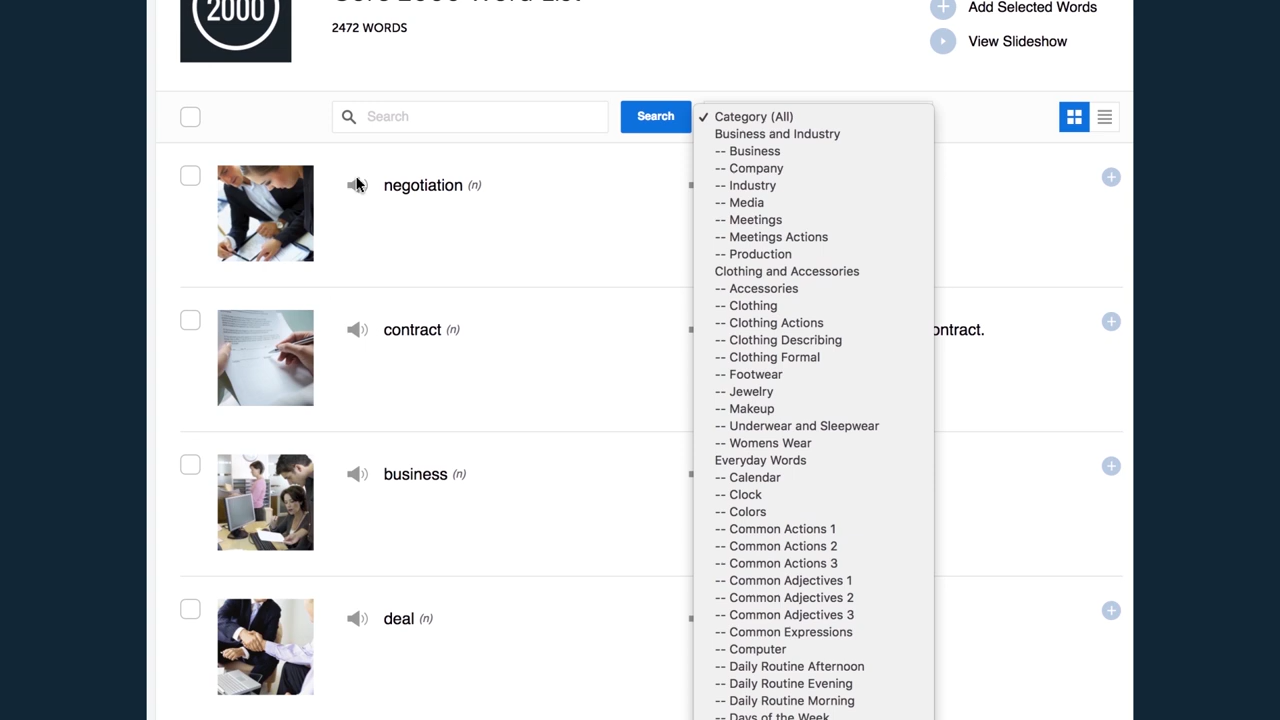 2000
2472 WORDS
Add Selected Words
View Slideshow
Search
Search
Category (All)
Business and Industry
-- Business
-- Company
-- Industry
-- Media
-- Meetings
-- Meetings Actions
-- Production
Clothing and Accessories
-- Accessories
-- Clothing
-- Clothing Actions
-- Clothing Describing
-- Clothing Formal
-- Footwear
-- Jewelry
-- Makeup
-- Underwear and Sleepwear
-- Womens Wear
Everyday Words
-- Calendar
-- Clock
-- Colors
-- Common Actions 1
-- Common Actions 2
-- Common Actions 3
-- Common Adjectives 1
-- Common Adjectives 2
-- Common Adjectives 3
-- Common Expressions
-- Computer
-- Daily Routine Afternoon
-- Daily Routine Evening
-- Daily Routine Morning
-- Days of the Week
negotiation (n)
contract (n)
ontract.
business (n)
deal (n)